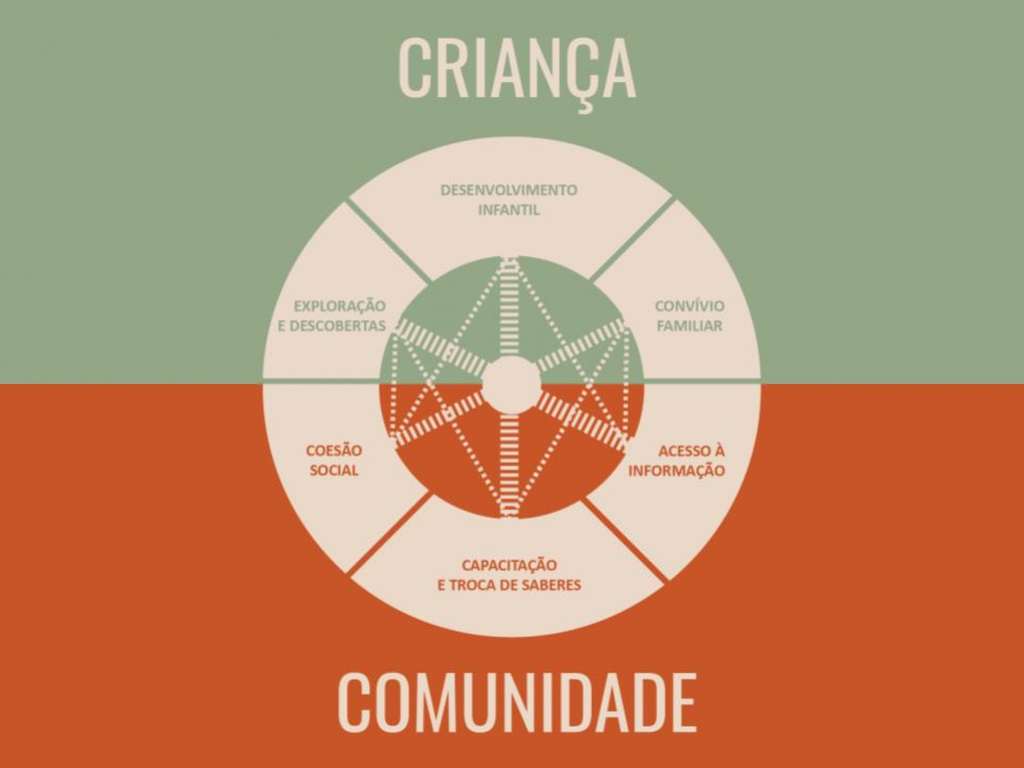 CRIANÇA
DESENVOLVIMENTO
INFANTIL
EXPLORAÇÃO
E DESCOBERTAS
CONVÍVIO
FAMILIAR
COESÃO
SOCIAL
ACESSO À
INFORMAÇÃO
CAPACITAÇÃO
E TROCA DE SABERES
COMUNIDADE